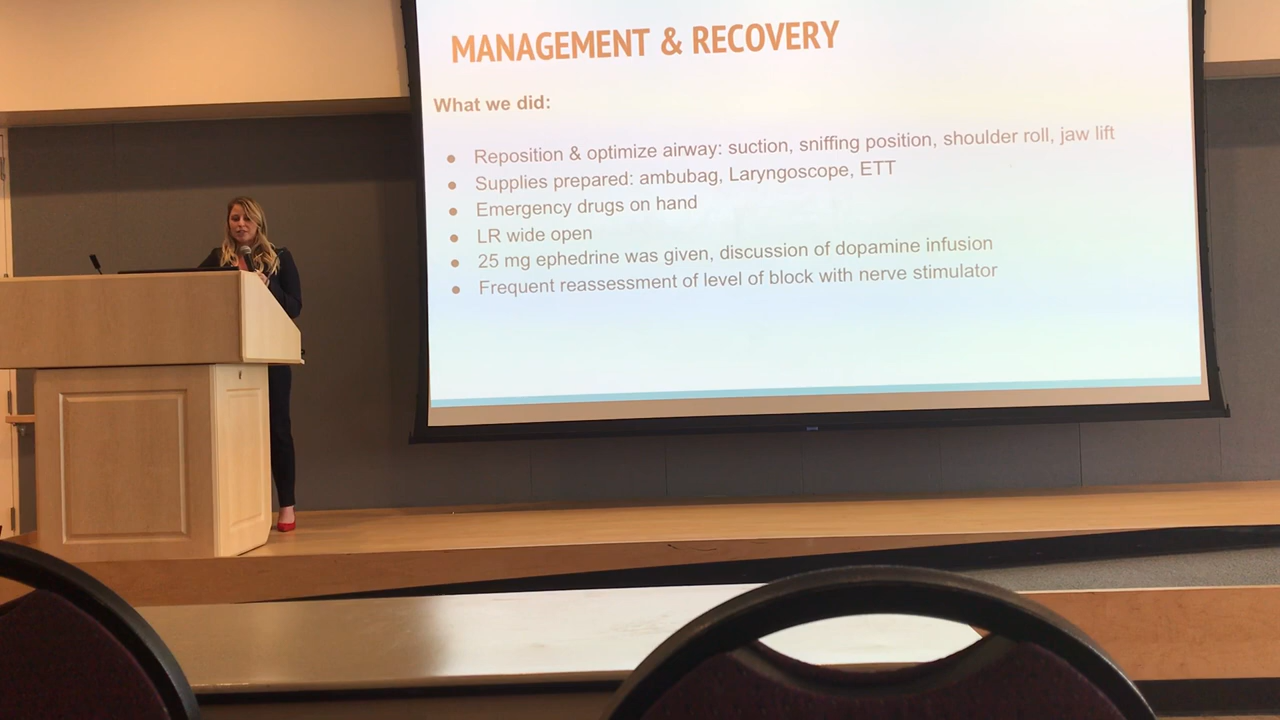 MANAGEMENT & RECOVERY
What we did:
● Reposition & optimize airway: suction, sniffing position, shoulder roll, jaw lift
● Supplies prepared: ambubag, Laryngoscope, ETT
● Emergency drugs on hand
● LR wide open
● 25 mg ephedrine was given, discussion of dopamine infusion
● Frequent reassessment of level of block with nerve stimulator